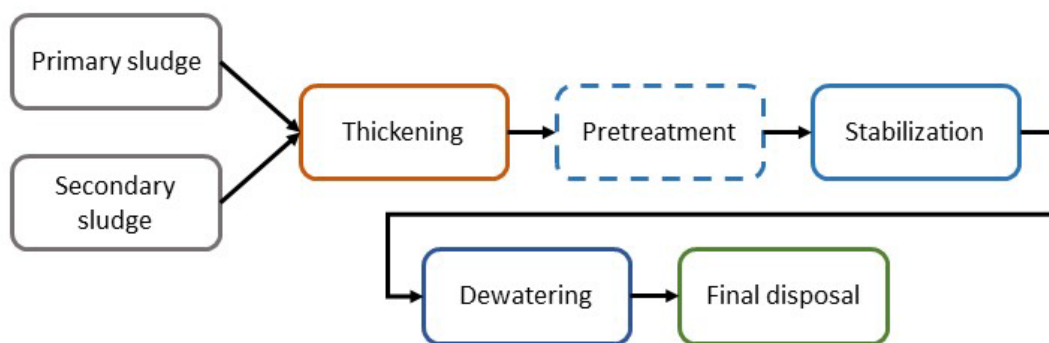 Primary sludge
Secondary
sludge
Thickening
Pretreatment
Stabilization
Dewatering
Final disposal